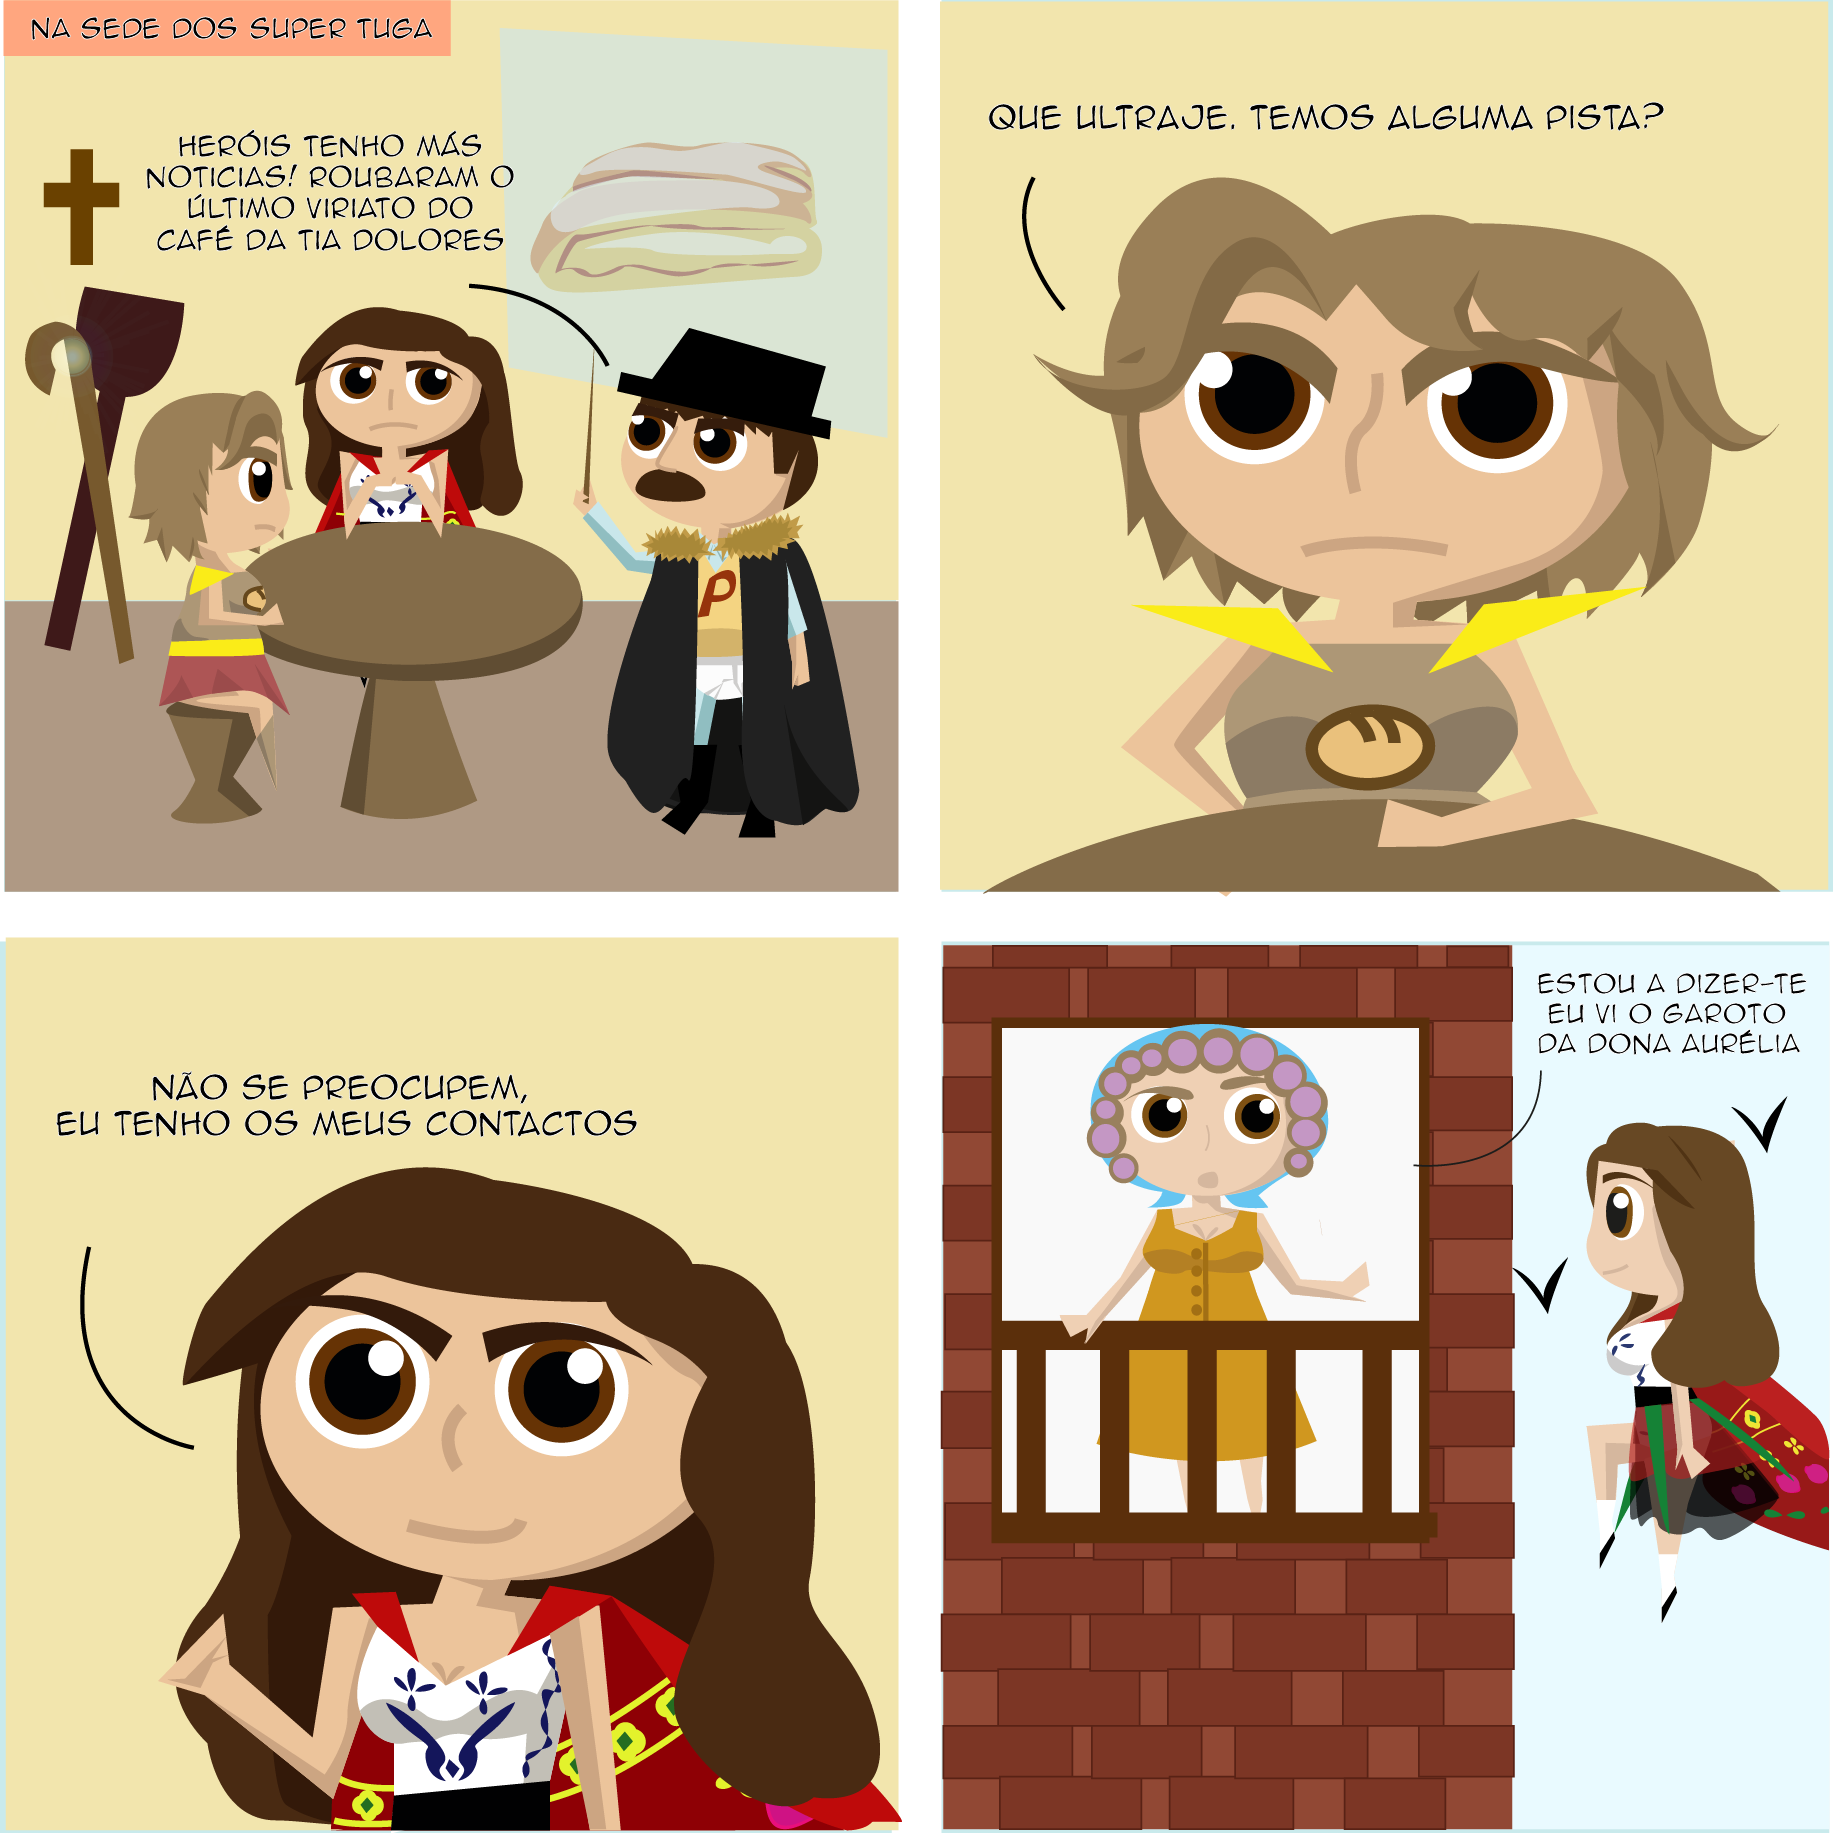 NA SEDE DOS SUPER TUGA
HERÓIS TENHO MÁS
NOTICIAS! ROUBARAM O
ÚLTIMO VIRIATO DO
CAFÉ DA TIA DOLORES
P
QUE ULTRAJE. TEMOS ALGUMA PISTA?
NÃO SE PREOCUPEM,
EU TENHO OS MEUS CONTACTOS
ESTOU A DIZER-TE
EU VI O GAROTO
DA DONA AURÉLIA